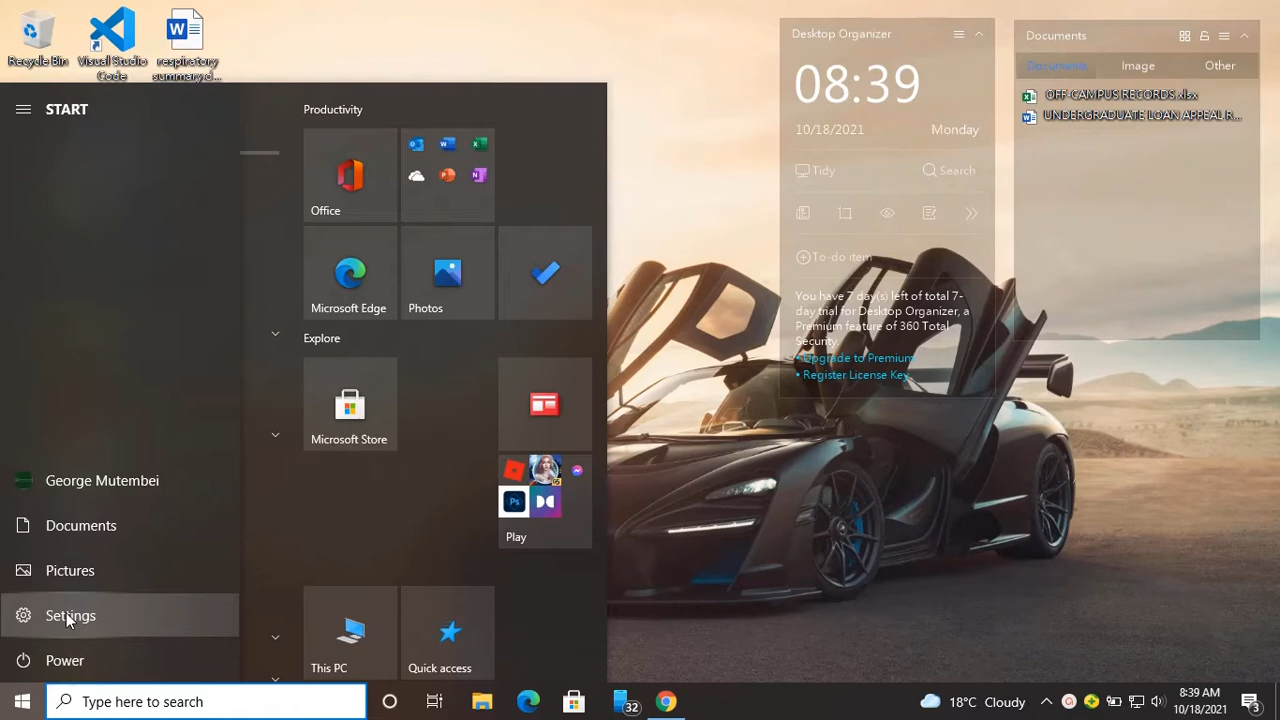 Recycle Bin
Visual Studio
Code
respiratory
summary.d...
START
Productivity
Office
Microsoft Edge
Photos
Explore
Microsoft Store
Play
Ps
This PC
Quick access
George Mutembei
Documents
Pictures
Settings
Power
Desktop Organizer
08:39
10/18/2021
Monday
Tidy
Search
To-do item
You have 7 day(s) left of total 7-
day trial for Desktop Organizer, a
Premium feature of 360 Total
Security.
• Upgrade to Premium
• Register License Key
Documents
Documents
Image
Other
OFF-CAMPUS RECORDS.xlsx
UNDERGRADUATE LOAN APPEAL R...
Type here to search
32
18°C Cloudy
8:39 AM
10/18/2021
3